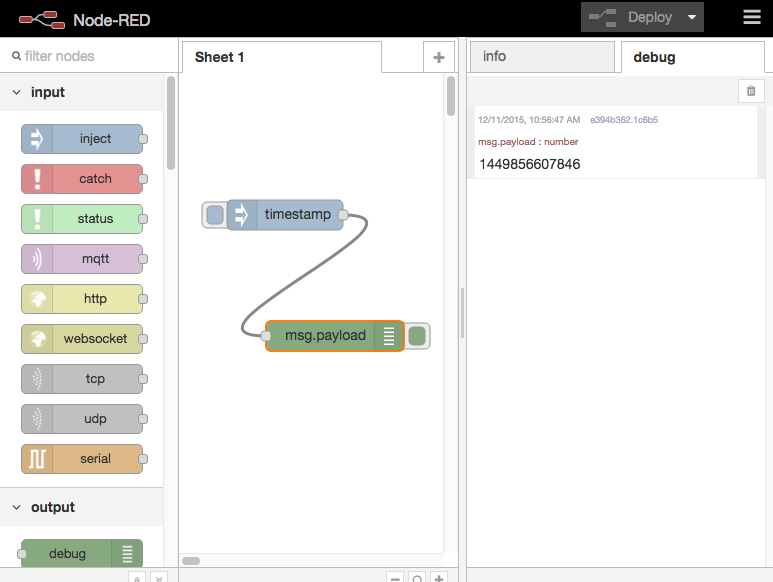 Node-RED
Deploy
filter nodes
Sheet 1
info
debug
input
inject
catch
status
mqtt
http
websocket
tcp
udp
serial
output
debug
timestamp
msg.payload
12/11/2015, 10:56:47 AM e394b362.1c6b5
msg.payload : number
1449856607846